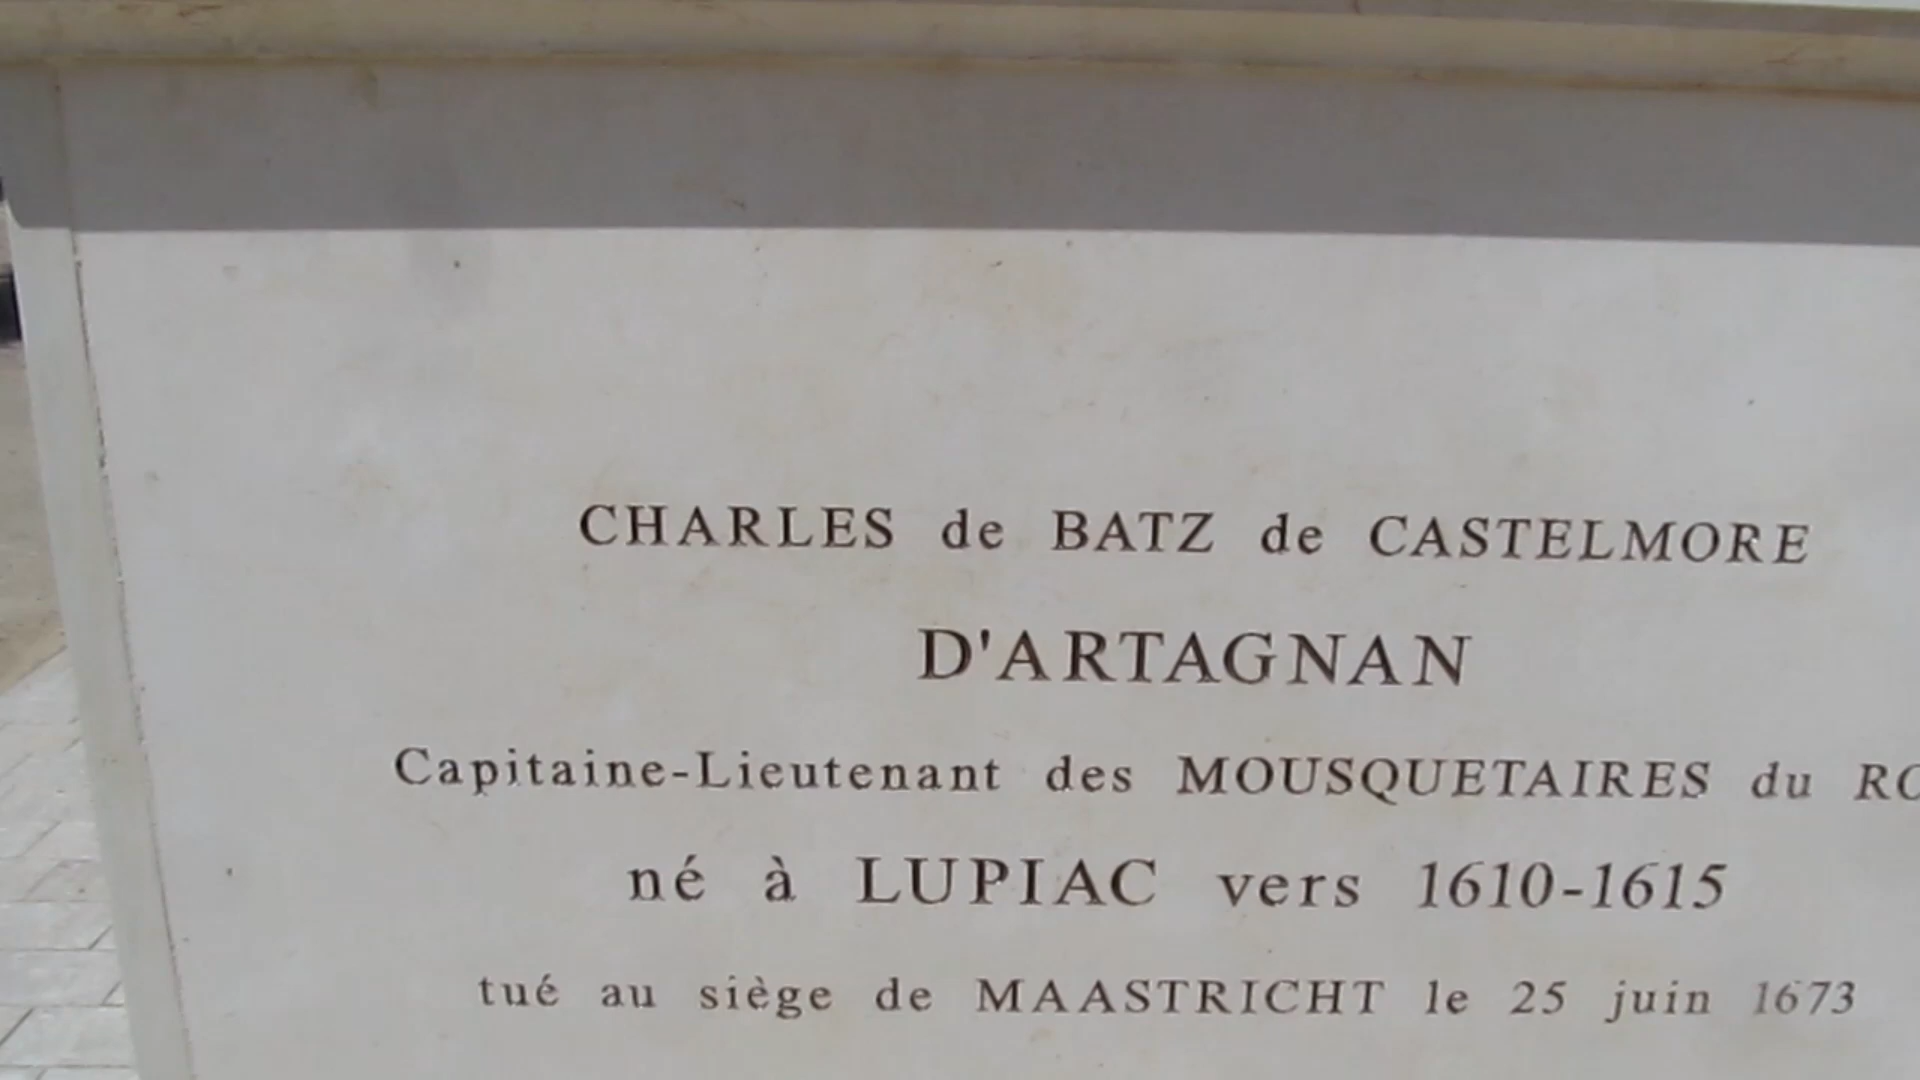 CHARLES de BATZ de CASTELMORE
D'ARTAGNAN
Capitaine-Lieutenant des MOUSQUETAIRES du
né à LUPIAC vers 1610-1615
tué au siège de MAASTRICHT le 25 juin 1673